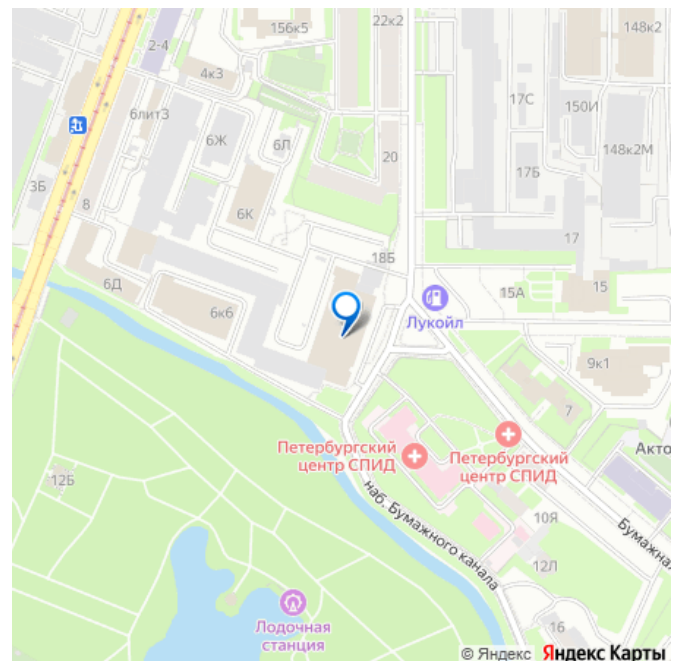 156к5
22к2
148к2
2-4
4к3
17С
150И
6литЗ
6Ж
6Л
148к2М
20
17Б
3Б
8
6К
17
18Б
6Д
15А
15
6к6
Лукойл
9к1
7
Петербургский
центр СПИД
Петербургский
центр СПИД
Акто
12Б
наб. Бумажного канала
10Я
Бумажная
12Л
Лодочная
станция
16
© Яндекс Яндекс Карты